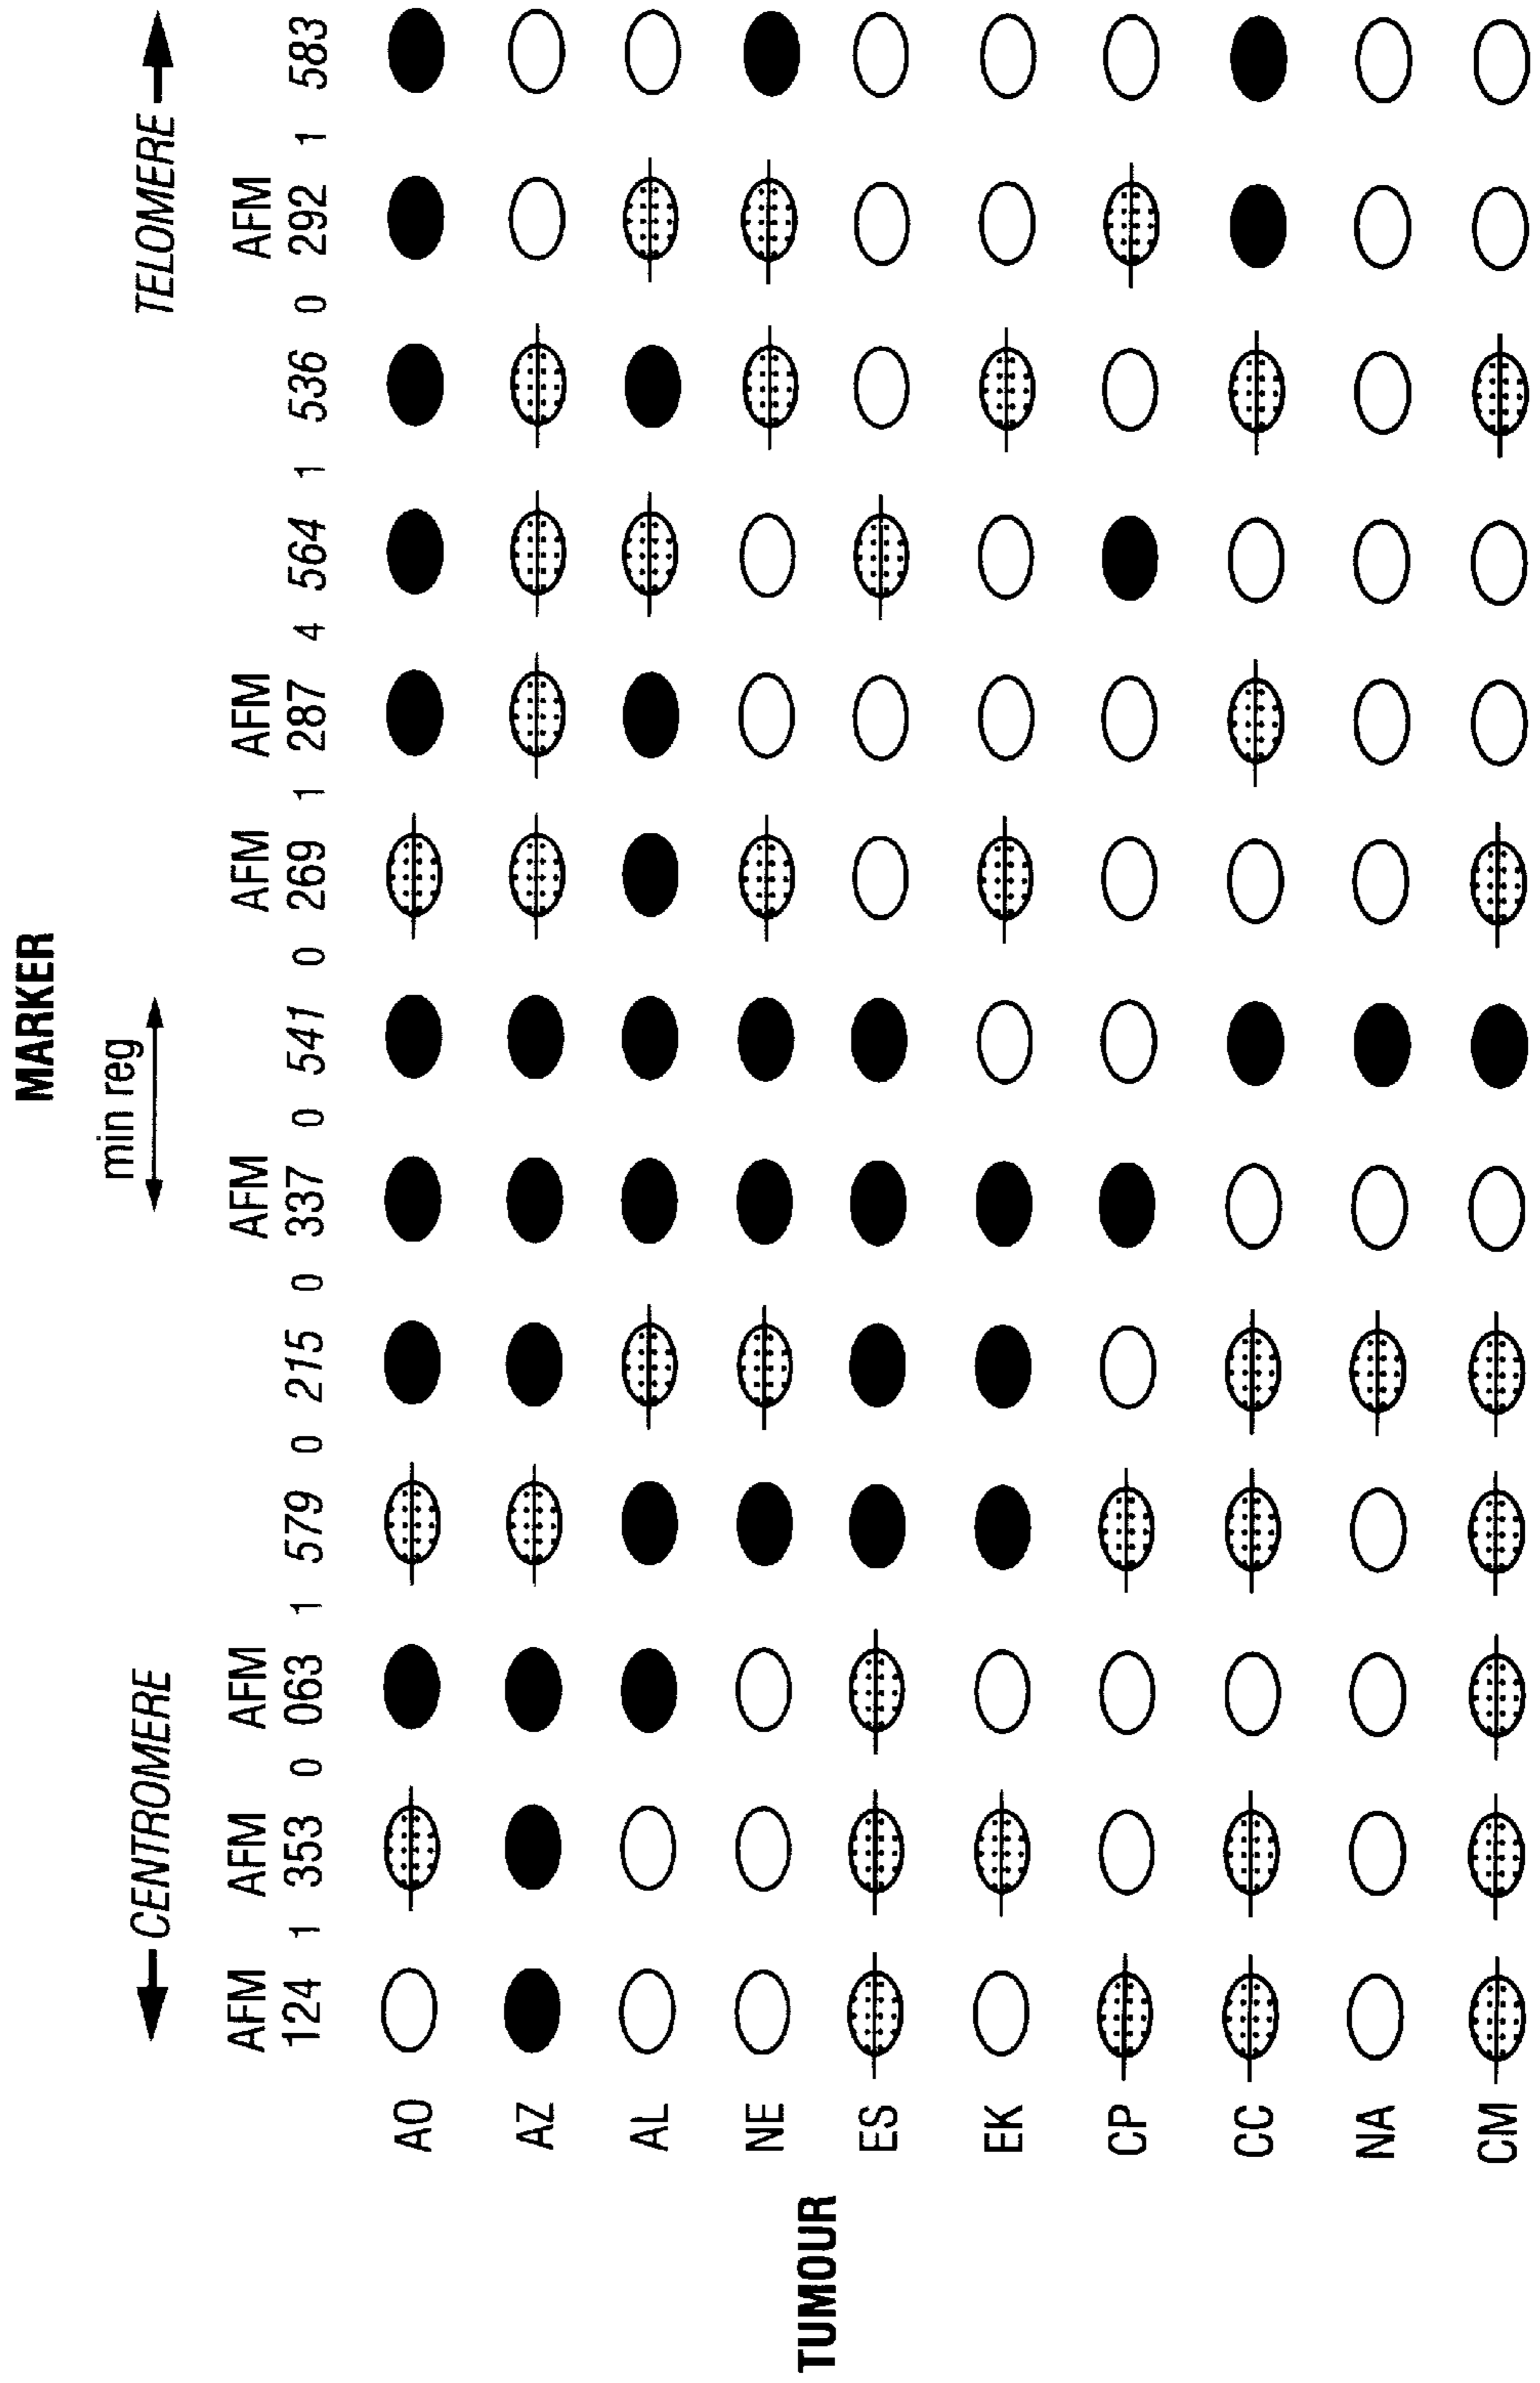 MARKER
min reg
CENTROMERE
TELOMERE
AFM AFM AFM AFM AFM AFM AFM
124 1 353 0 063 1 579 0 215 0 337 0 541 0 269 1 287 4 564 1 536 0 292 1 583
TUMOUR
AO
AZ
AL
NE
ES
EK
CP
CC
NA
CM